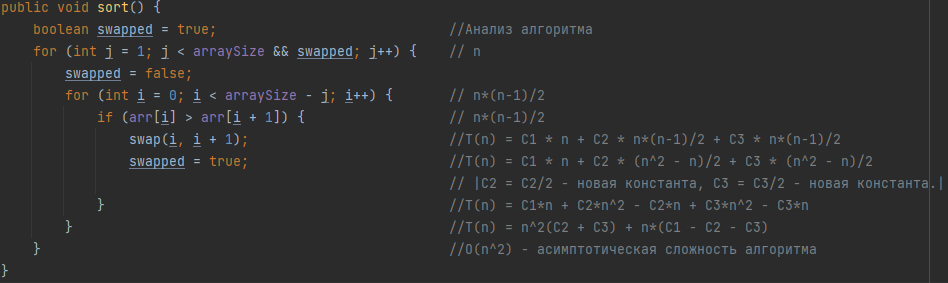 public void sort() {
    boolean swapped = true;                         //Анализ алгоритма
    for (int j = 1; j < arraySize && swapped; j++) {    // n
        swapped = false;
        for (int i = 0; i < arraySize - j; i++) {       // n*(n-1)/2
            if (arr[i] > arr[i + 1]) {                  // n*(n-1)/2
                swap(i, i + 1);                         //T(n) = C1 * n + C2 * n*(n-1)/2 + C3 * n*(n-1)/2
                swapped = true;                         //T(n) = C1 * n + C2 * (n^2 - n)/2 + C3 * (n^2 - n)/2
                                                        // |C2 = C2/2 - новая константа, C3 = C3/2 - новая константа.|
            }                                           //T(n) = C1*n + C2*n^2 - C2*n + C3*n^2 - C3*n
        }                                               //T(n) = n^2(C2 + C3) + n*(C1 - C2 - C3)
    }                                                   //O(n^2) - асимптотическая сложность алгоритма
}